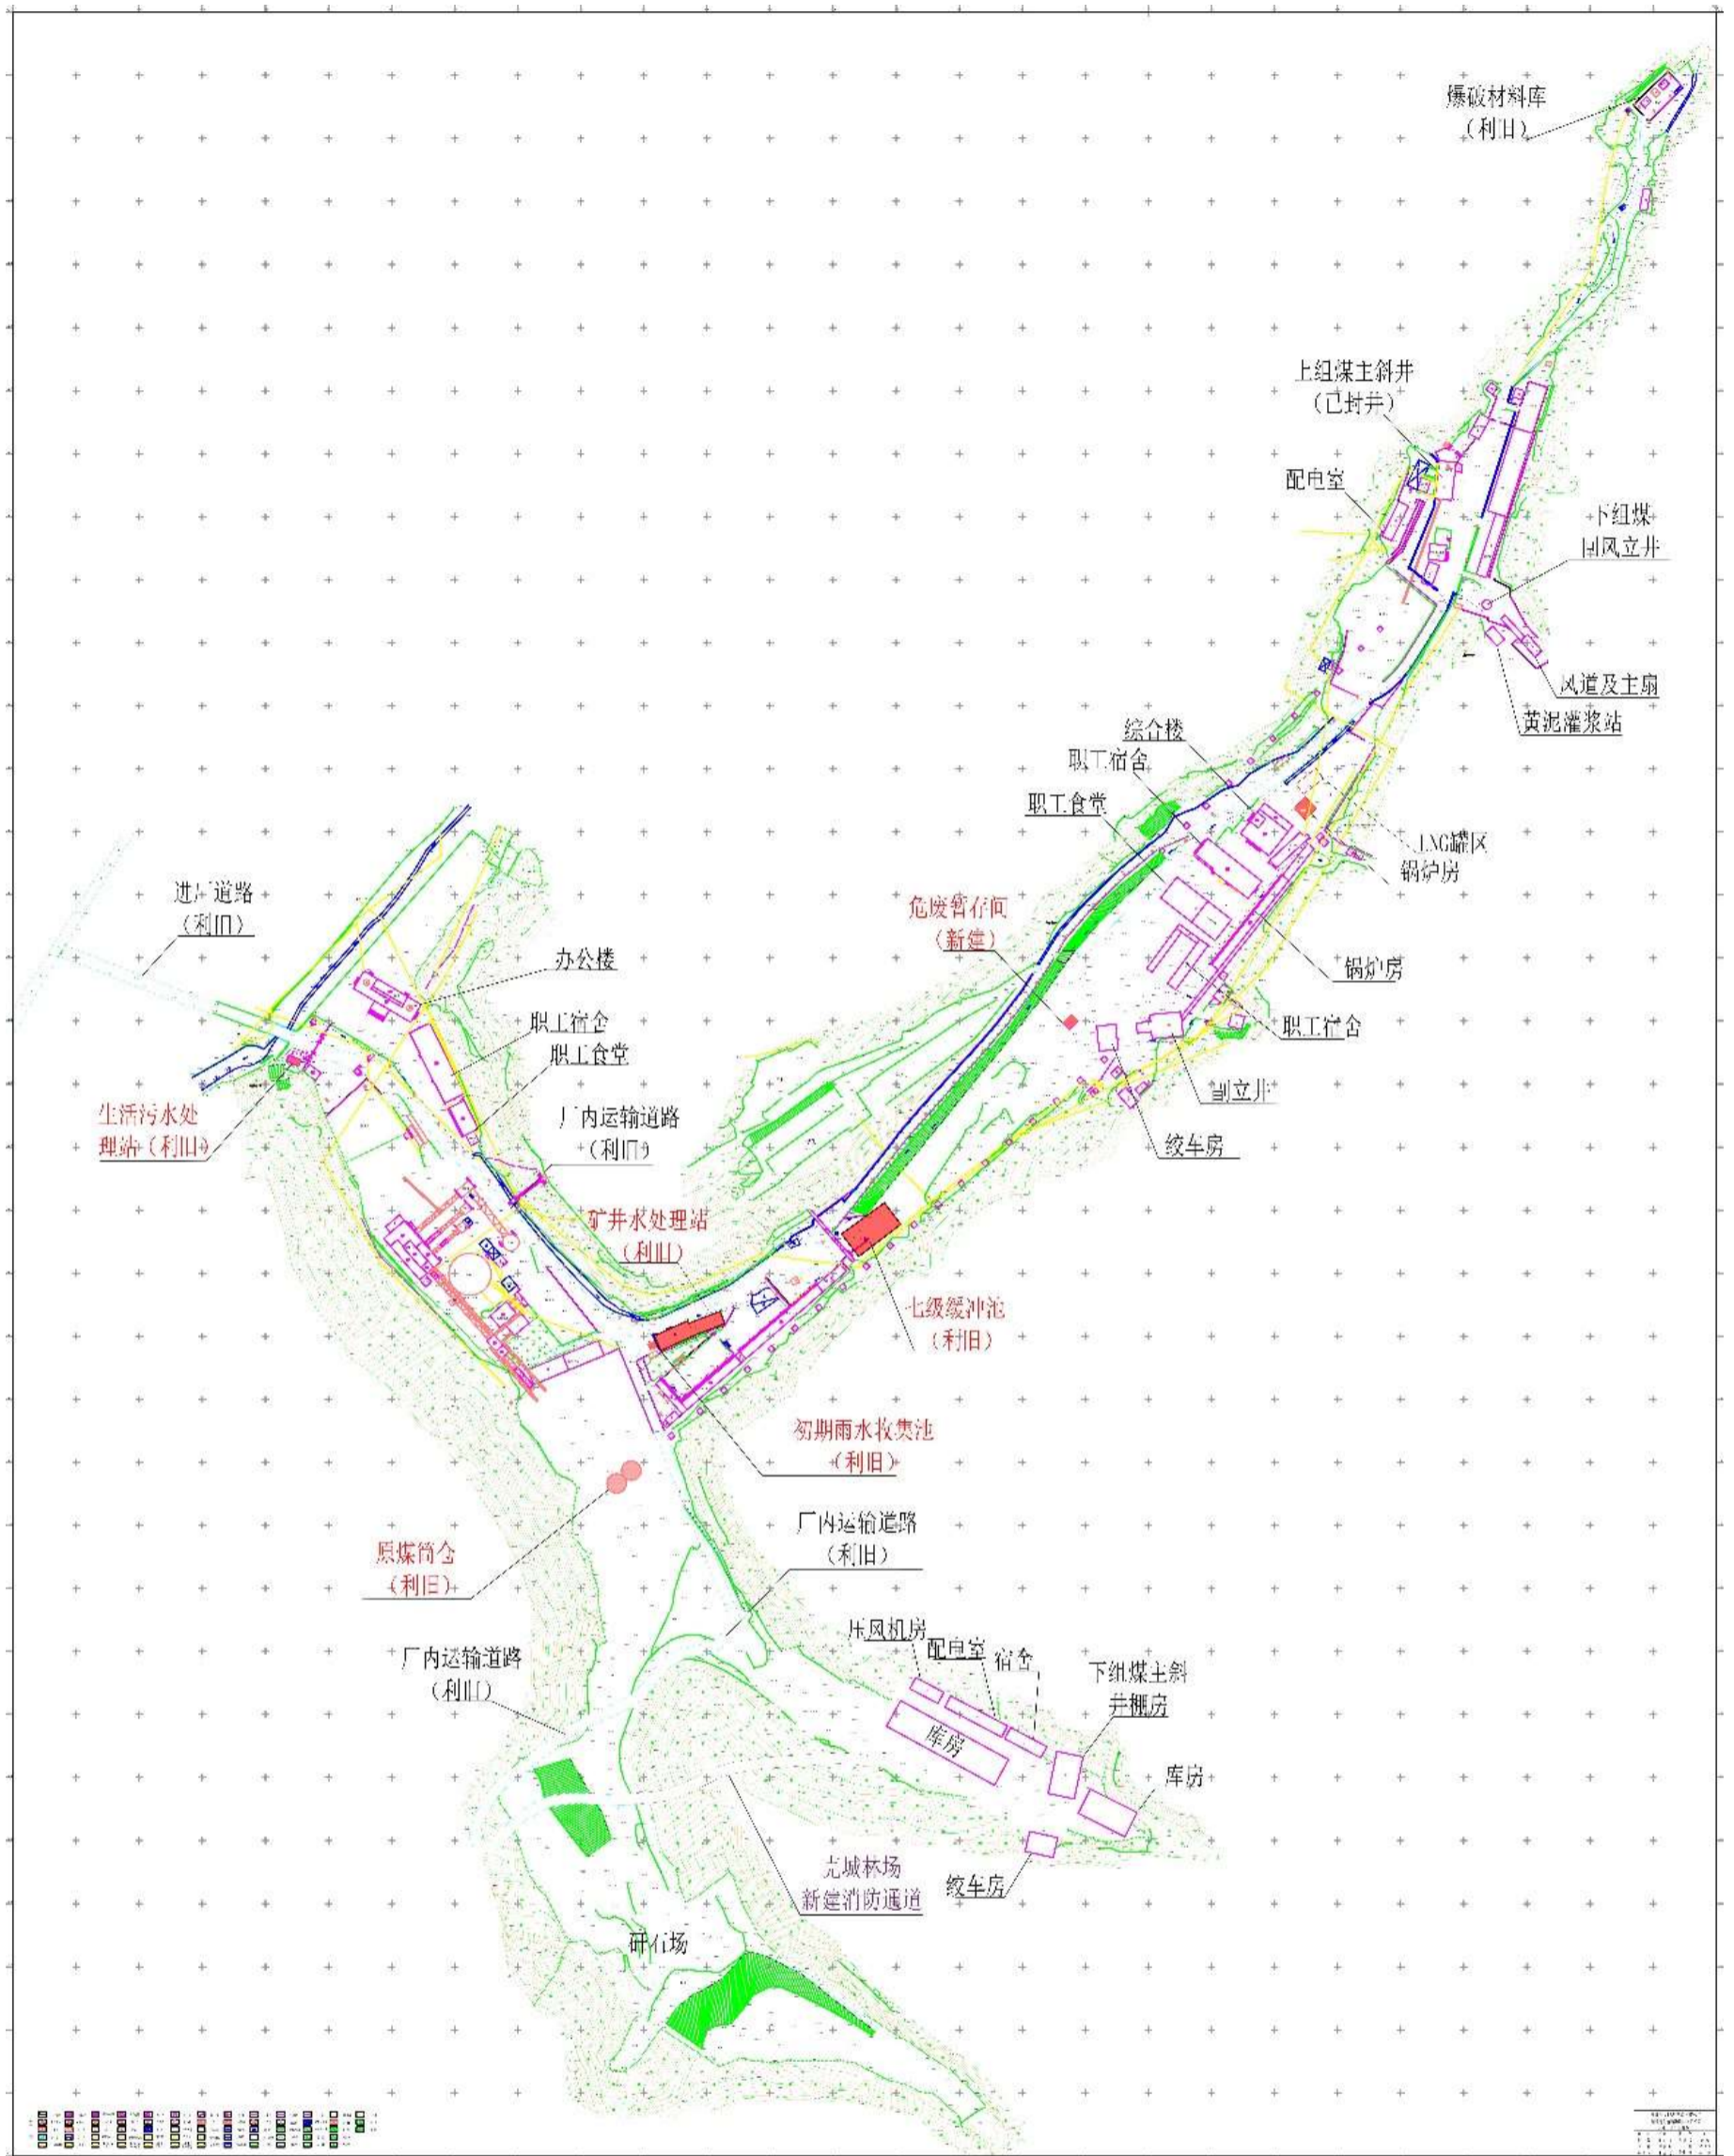 爆破材料库
（利旧）
上组煤主斜井
（已封井）
配电室
下组煤
回风立井
风道及主扇
黄泥灌浆站
综合楼
职工宿舍
职工食堂
LNG罐区
锅炉房
进厂道路
（利旧）
危废暂存间
（新建）
办公楼
锅炉房
职工宿舍
职工食堂
职工宿舍
副立井
生活污水处
理站（利旧）
厂内运输道路
（利旧）
绞车房
矿井水处理站
（利旧）
七级缓冲池
（利旧）
初期雨水收集池
（利旧）
厂内运输道路
（利旧）
原煤筒仓
（利旧）
压风机房
配电室
宿舍
厂内运输道路
（利旧）
下组煤主斜
井棚房
库房
库房
克城林场
新建消防通道
绞车房
矸石场